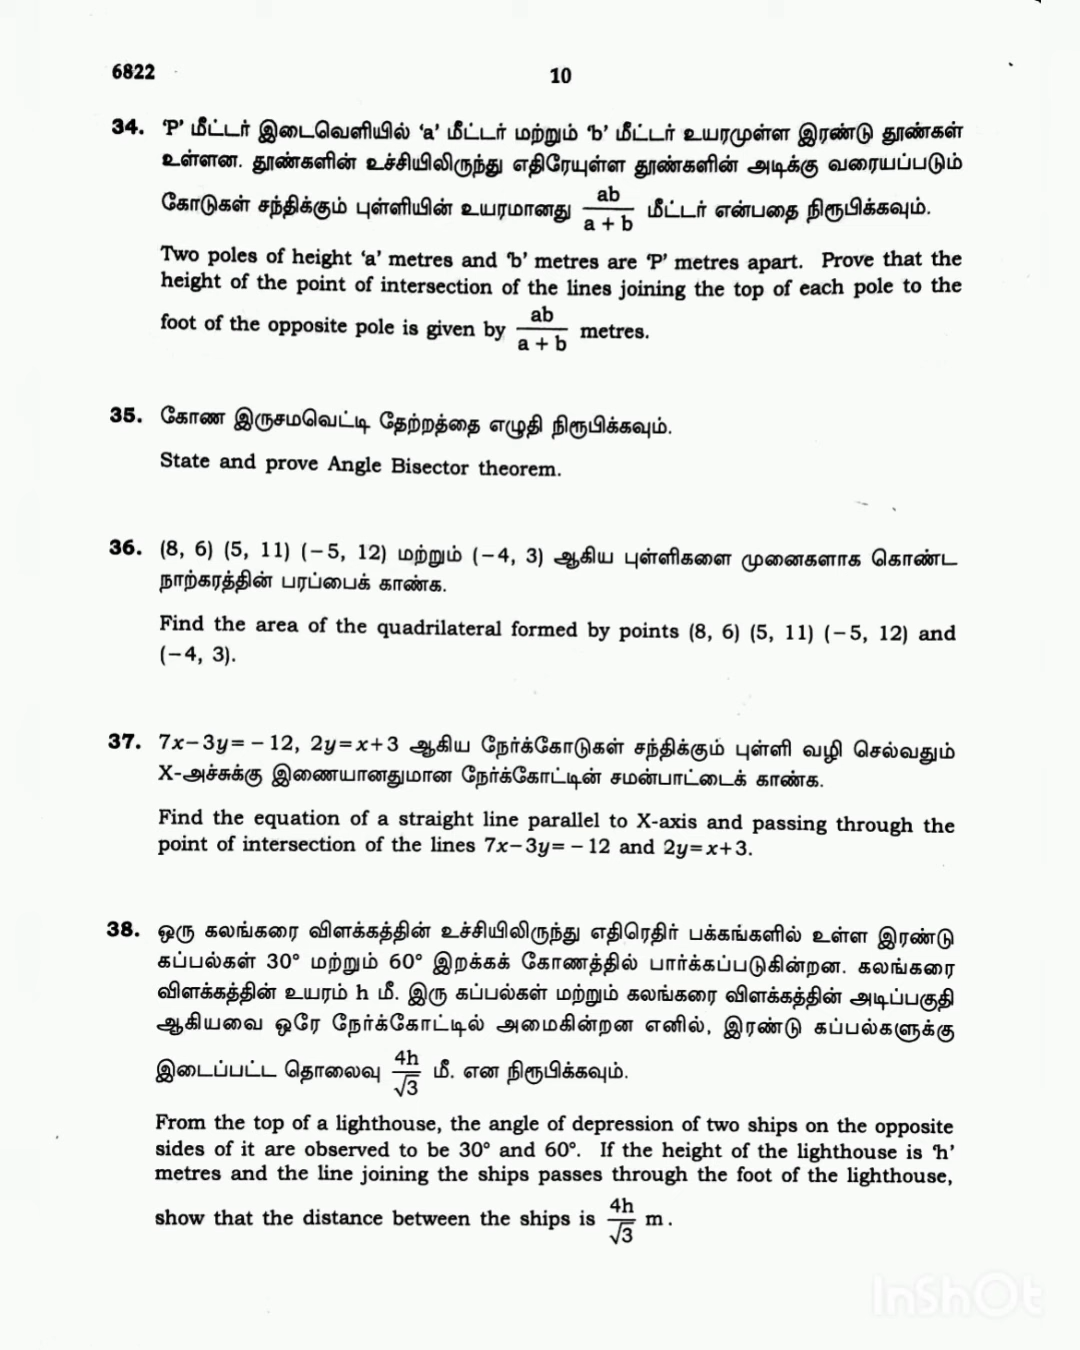 6822
10
34. 'P' மீட்டர் இடைவெளியில் 'a' மீட்டர் மற்றும் 'b' மீட்டர் உயரமுள்ள இரண்டு தூண்கள்
உள்ளன. தூண்களின் உச்சியிலிருந்து எதிரேயுள்ள தூண்களின் அடிக்கு வரையப்படும்
கோடுகள் சந்திக்கும் புள்ளியின் உயரமானது ab/(a + b) மீட்டர் என்பதை நிரூபிக்கவும்.
Two poles of height 'a' metres and 'b' metres are 'P' metres apart. Prove that the
height of the point of intersection of the lines joining the top of each pole to the
foot of the opposite pole is given by ab/(a + b) metres.
35. கோண இருசமவெட்டி தேற்றத்தை எழுதி நிரூபிக்கவும்.
State and prove Angle Bisector theorem.
36. (8, 6) (5, 11) (−5, 12) மற்றும் (−4, 3) ஆகிய புள்ளிகளை முனைகளாக கொண்ட
நாற்கரத்தின் பரப்பைக் காண்க.
Find the area of the quadrilateral formed by points (8, 6) (5, 11) (−5, 12) and
(−4, 3).
37. 7x−3y= − 12, 2y=x+3 ஆகிய நேர்க்கோடுகள் சந்திக்கும் புள்ளி வழி செல்வதும்
X-அச்சுக்கு இணையானதுமான நேர்க்கோட்டின் சமன்பாட்டைக் காண்க.
Find the equation of a straight line parallel to X-axis and passing through the
point of intersection of the lines 7x−3y= − 12 and 2y=x+3.
38. ஒரு கலங்கரை விளக்கத்தின் உச்சியிலிருந்து எதிரெதிர் பக்கங்களில் உள்ள இரண்டு
கப்பல்கள் 30° மற்றும் 60° இறக்கக் கோணத்தில் பார்க்கப்படுகின்றன. கலங்கரை
விளக்கத்தின் உயரம் h மீ. இரு கப்பல்கள் மற்றும் கலங்கரை விளக்கத்தின் அடிப்பகுதி
ஆகியவை ஒரே நேர்க்கோட்டில் அமைகின்றன எனில், இரண்டு கப்பல்களுக்கு
இடைப்பட்ட தொலைவு 4h/√3 மீ. என நிரூபிக்கவும்.
From the top of a lighthouse, the angle of depression of two ships on the opposite
sides of it are observed to be 30° and 60°. If the height of the lighthouse is 'h'
metres and the line joining the ships passes through the foot of the lighthouse,
show that the distance between the ships is 4h/√3 m.
InShOt